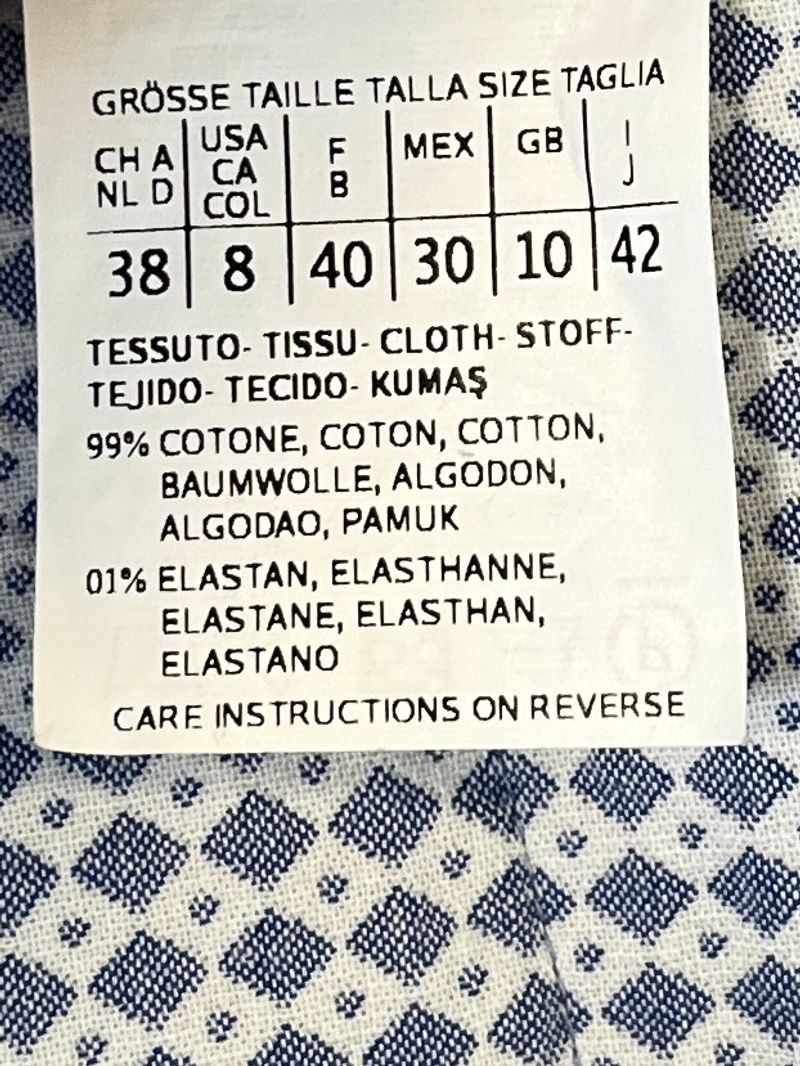 GRÖSSE TAILLE TALLA SIZE TAGLIA
CH A NL D USA CA COL F B MEX GB I J
38 8 40 30 10 42
TESSUTO- TISSU- CLOTH- STOFF-
TEJIDO- TECIDO- KUMAŞ
99% COTONE, COTON, COTTON,
BAUMWOLLE, ALGODON,
ALGODAO, PAMUK
01% ELASTAN, ELASTHANNE,
ELASTANE, ELASTHAN,
ELASTANO
CARE INSTRUCTIONS ON REVERSE